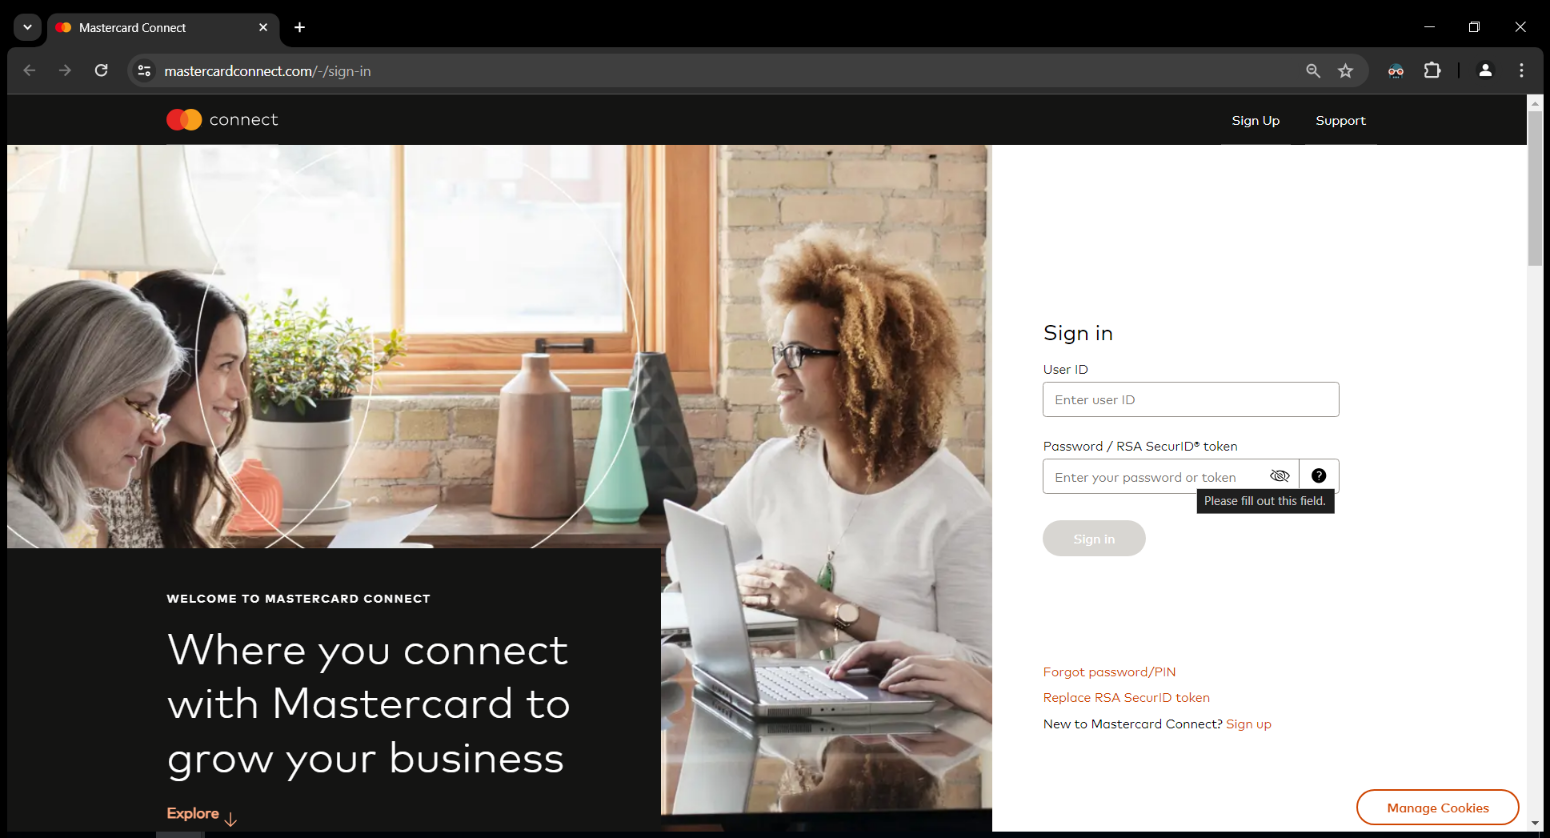 Mastercard Connect
mastercardconnect.com/-/sign-in
connect
Sign Up
Support
Sign in
User ID
Enter user ID
Password / RSA SecurID® token
Enter your password or token
?
Please fill out this field.
Sign in
WELCOME TO MASTERCARD CONNECT
Where you connect
with Mastercard to
grow your business
Explore
Forgot password/PIN
Replace RSA SecurID token
New to Mastercard Connect? Sign up
Manage Cookies